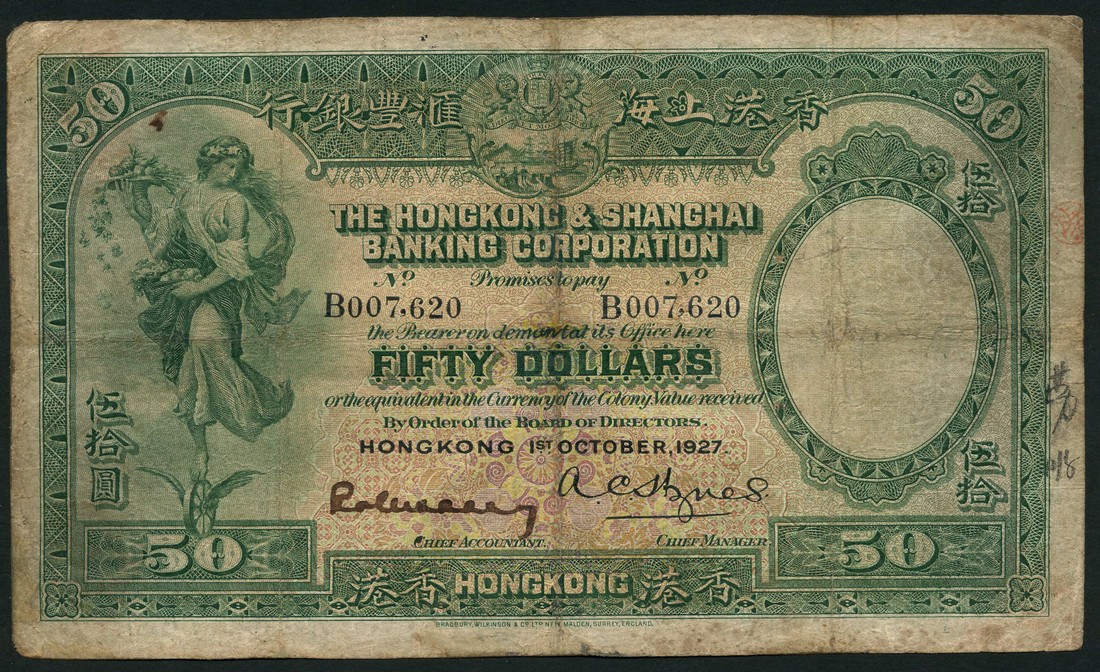 50 行銀豐滙 海上港香 50
THE HONGKONG & SHANGHAI
BANKING CORPORATION
No. Promises to pay No.
B007,620 B007,620
the Bearer on demand at its Office here
FIFTY DOLLARS
or the equivalent in the Currency of the Colony Value received
By Order of the BOARD OF DIRECTORS.
HONGKONG 1ST OCTOBER, 1927.
伍拾圓
伍拾
伍拾
A.C. Hynes.
CHIEF ACCOUNTANT. CHIEF MANAGER
50 50
港香 HONGKONG 港香
BRADBURY, WILKINSON & Co. LTD NEW MALDEN, SURREY, ENGLAND.